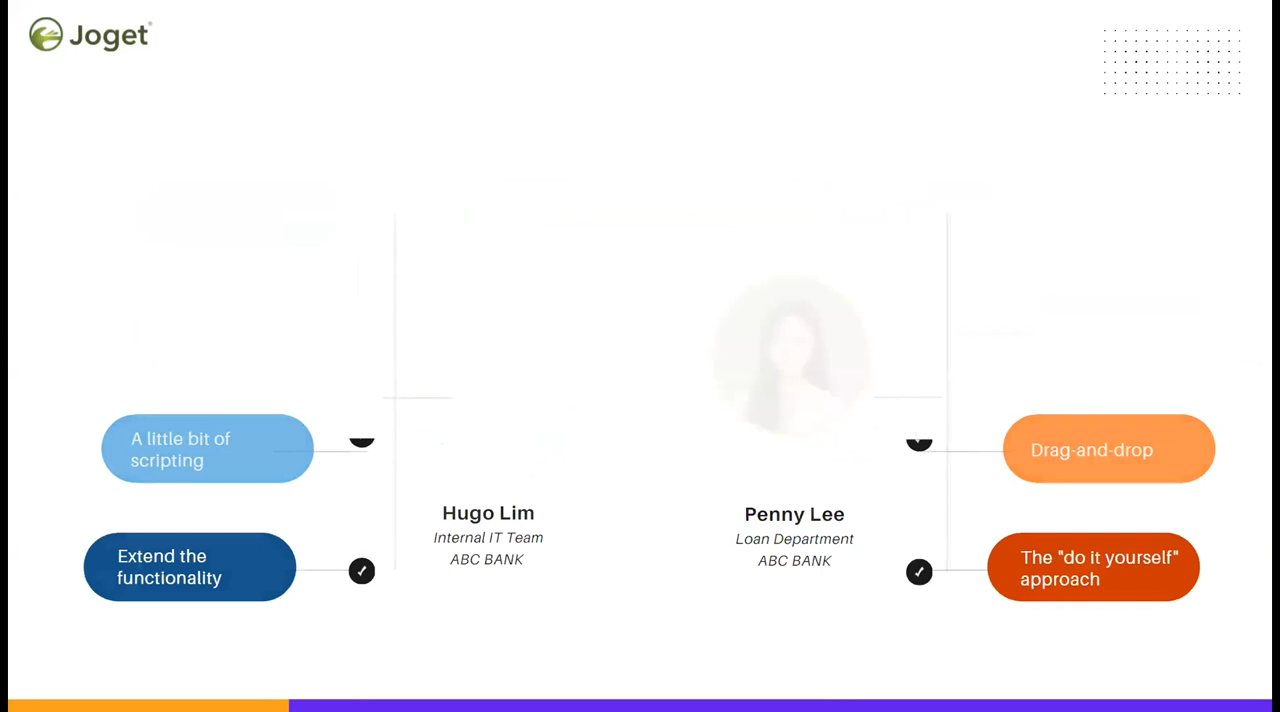 Joget
A little bit of
scripting
Extend the
functionality
Hugo Lim
Internal IT Team
ABC BANK
Penny Lee
Loan Department
ABC BANK
Drag-and-drop
The "do it yourself"
approach